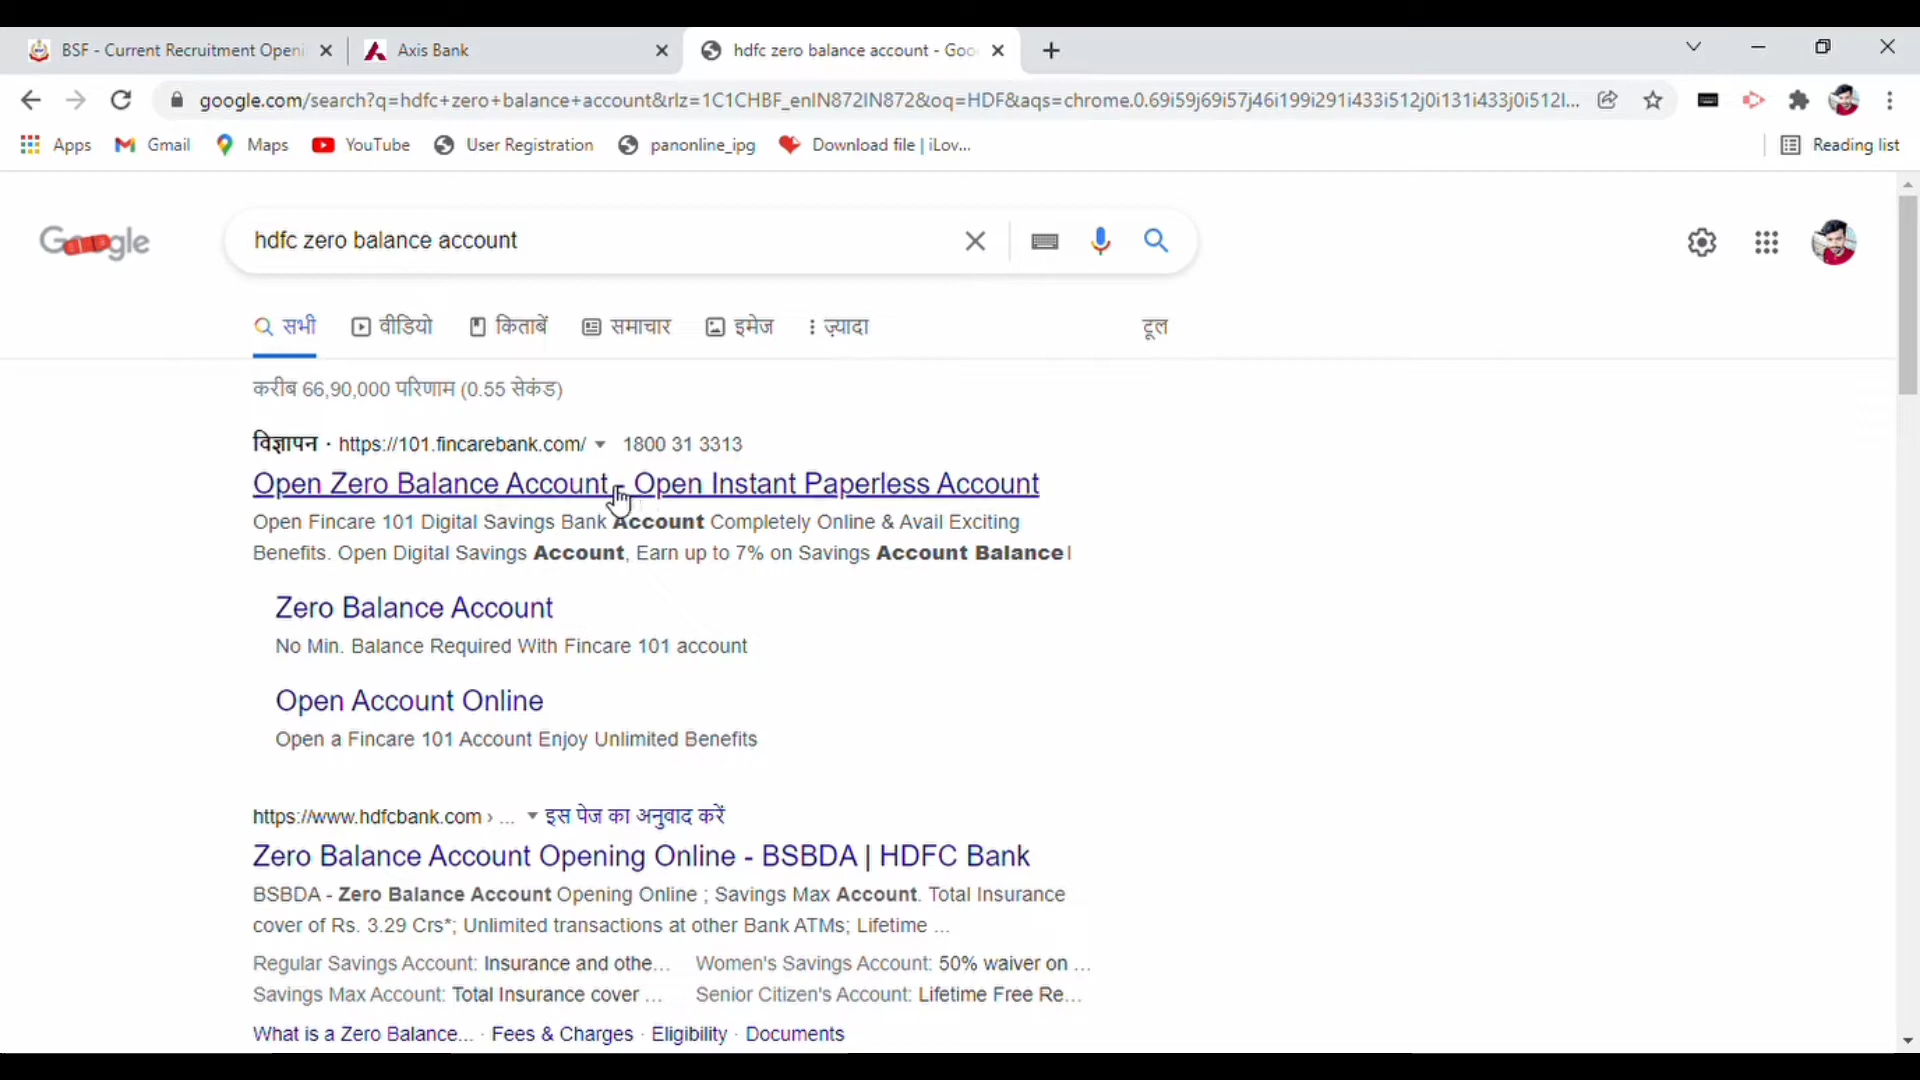 BSF - Current Recruitment Openi
Axis Bank
hdfc zero balance account - Goo
google.com/search?q=hdfc+zero+balance+account&rlz=1C1CHBF_enIN872IN872&oq=HDF&aqs=chrome.0.69i59j69i57j46i199i291i433i512j0i131i433j0i512l...
Apps
Gmail
Maps
YouTube
User Registration
panonline_ipg
Download file | iLov...
Reading list
Google
hdfc zero balance account
सभी
वीडियो
किताबें
समाचार
इमेज
ज़्यादा
टूल
करीब 66,90,000 परिणाम (0.55 सेकंड)
विज्ञापन · https://101.fincarebank.com/ 1800 31 3313
Open Zero Balance Account - Open Instant Paperless Account
Open Fincare 101 Digital Savings Bank Account Completely Online & Avail Exciting
Benefits. Open Digital Savings Account, Earn up to 7% on Savings Account Balance।
Zero Balance Account
No Min. Balance Required With Fincare 101 account
Open Account Online
Open a Fincare 101 Account Enjoy Unlimited Benefits
https://www.hdfcbank.com › ... इस पेज का अनुवाद करें
Zero Balance Account Opening Online - BSBDA | HDFC Bank
BSBDA - Zero Balance Account Opening Online ; Savings Max Account. Total Insurance
cover of Rs. 3.29 Crs*; Unlimited transactions at other Bank ATMs; Lifetime ...
Regular Savings Account: Insurance and othe... Women's Savings Account: 50% waiver on ...
Savings Max Account: Total Insurance cover ... Senior Citizen's Account: Lifetime Free Re...
What is a Zero Balance... · Fees & Charges · Eligibility · Documents